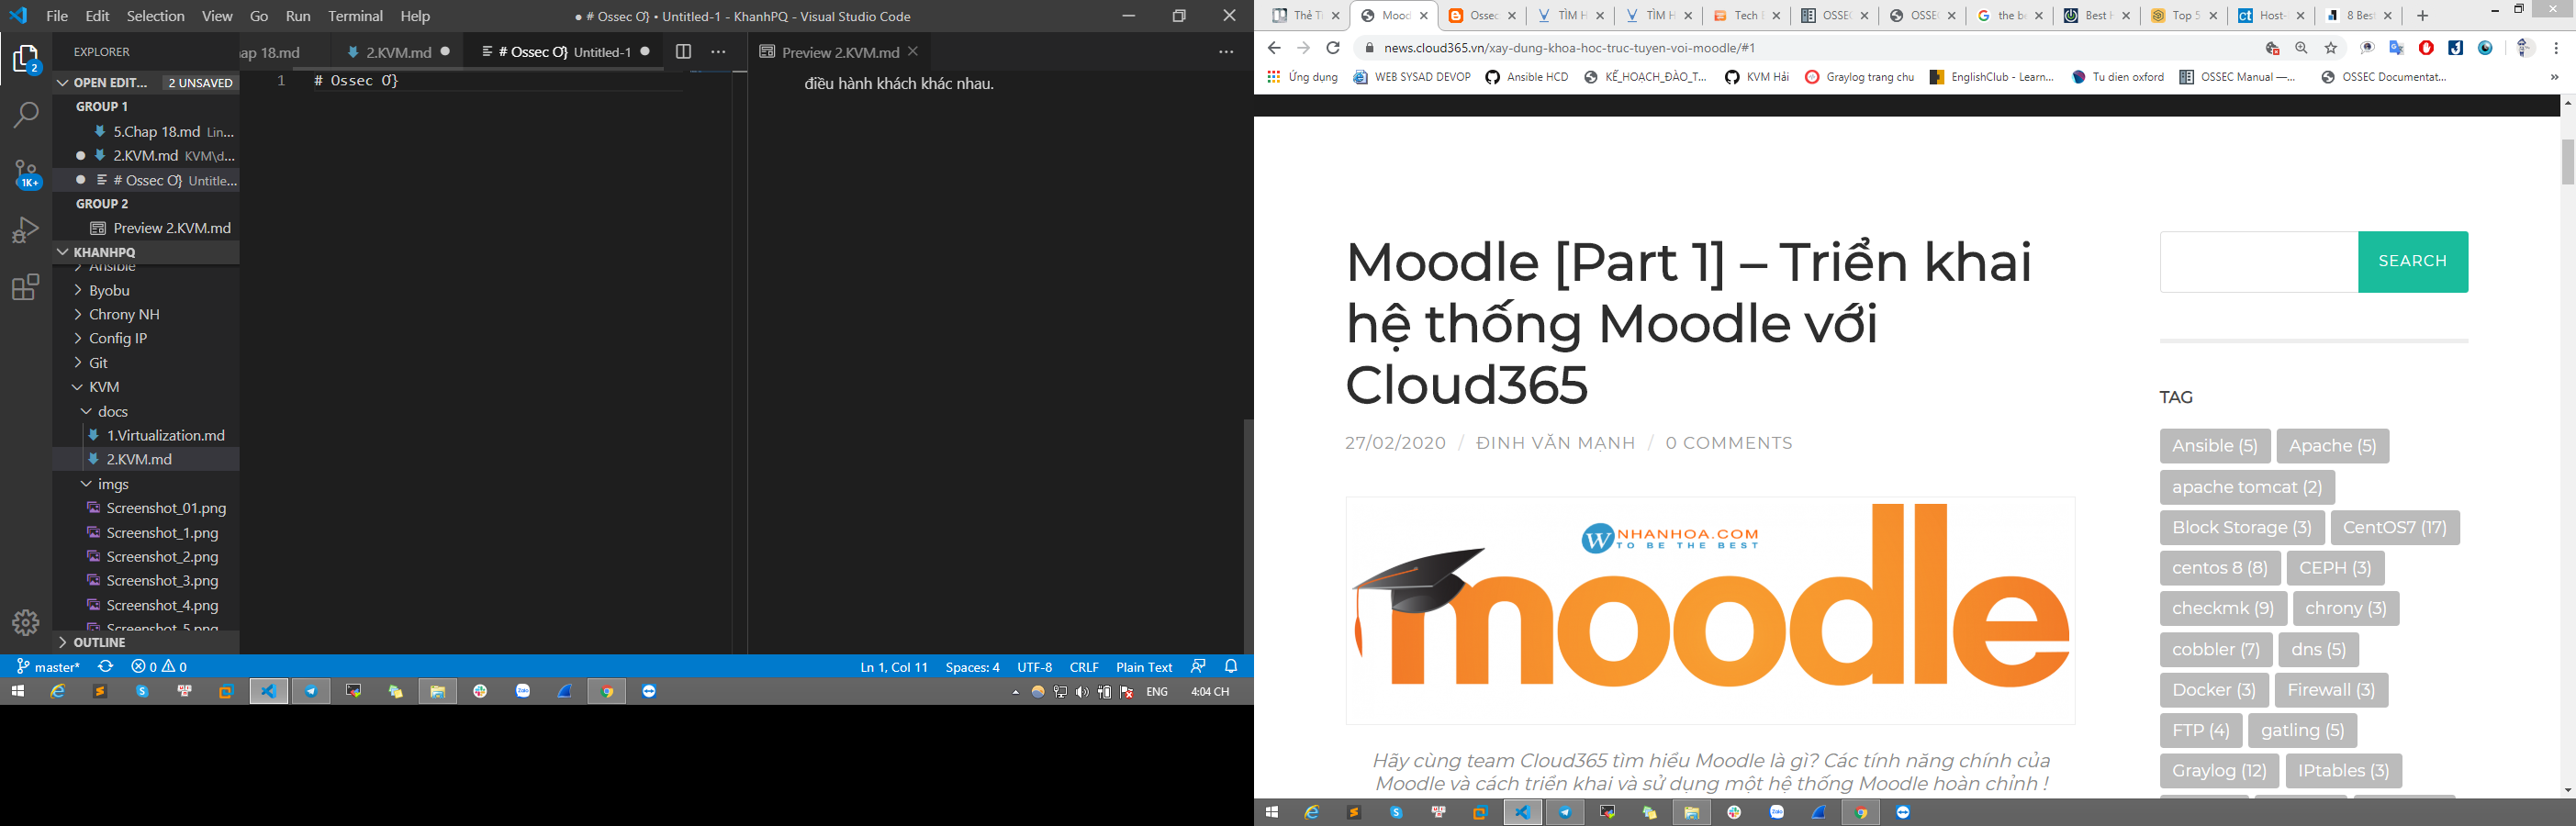 File Edit Selection View Go Run Terminal Help
● # Ossec Ơ} • Untitled-1 - KhanhPQ - Visual Studio Code
EXPLORER
ap 18.md
2.KVM.md
# Ossec Ơ} Untitled-1
Preview 2.KVM.md
OPEN EDIT... 2 UNSAVED
GROUP 1
5.Chap 18.md Lin...
2.KVM.md KVM\d...
# Ossec Ơ} Untitle...
GROUP 2
Preview 2.KVM.md
KHANHPQ
Ansible
Byobu
Chrony NH
Config IP
Git
KVM
docs
1.Virtualization.md
2.KVM.md
imgs
Screenshot_01.png
Screenshot_1.png
Screenshot_2.png
Screenshot_3.png
Screenshot_4.png
Screenshot_5.png
OUTLINE
2
1K+
1 # Ossec Ơ}
điều hành khách khác nhau.
master* 0 0
Ln 1, Col 11 Spaces: 4 UTF-8 CRLF Plain Text
ENG 4:04 CH
Thẻ T Mood Ossec TÌM H TÌM H Tech OSSEC OSSEC the b Best Top 5 Host- 8 Best
news.cloud365.vn/xay-dung-khoa-hoc-truc-tuyen-voi-moodle/#1
Ứng dụng WEB SYSAD DEVOP Ansible HCD KẾ_HOẠCH_ĐÀO_T... KVM Hải Graylog trang chu EnglishClub - Learn... Tu dien oxford OSSEC Manual —... OSSEC Documentat... »
Moodle [Part 1] – Triển khai
hệ thống Moodle với
Cloud365
27/02/2020 / ĐINH VĂN MẠNH / 0 COMMENTS
W NHANHOA.COM
TO BE THE BEST
moodle
Hãy cùng team Cloud365 tìm hiểu Moodle là gì? Các tính năng chính của
Moodle và cách triển khai và sử dụng một hệ thống Moodle hoàn chỉnh !
SEARCH
TAG
Ansible (5) Apache (5)
apache tomcat (2)
Block Storage (3) CentOS7 (17)
centos 8 (8) CEPH (3)
checkmk (9) chrony (3)
cobbler (7) dns (5)
Docker (3) Firewall (3)
FTP (4) gatling (5)
Graylog (12) IPtables (3)